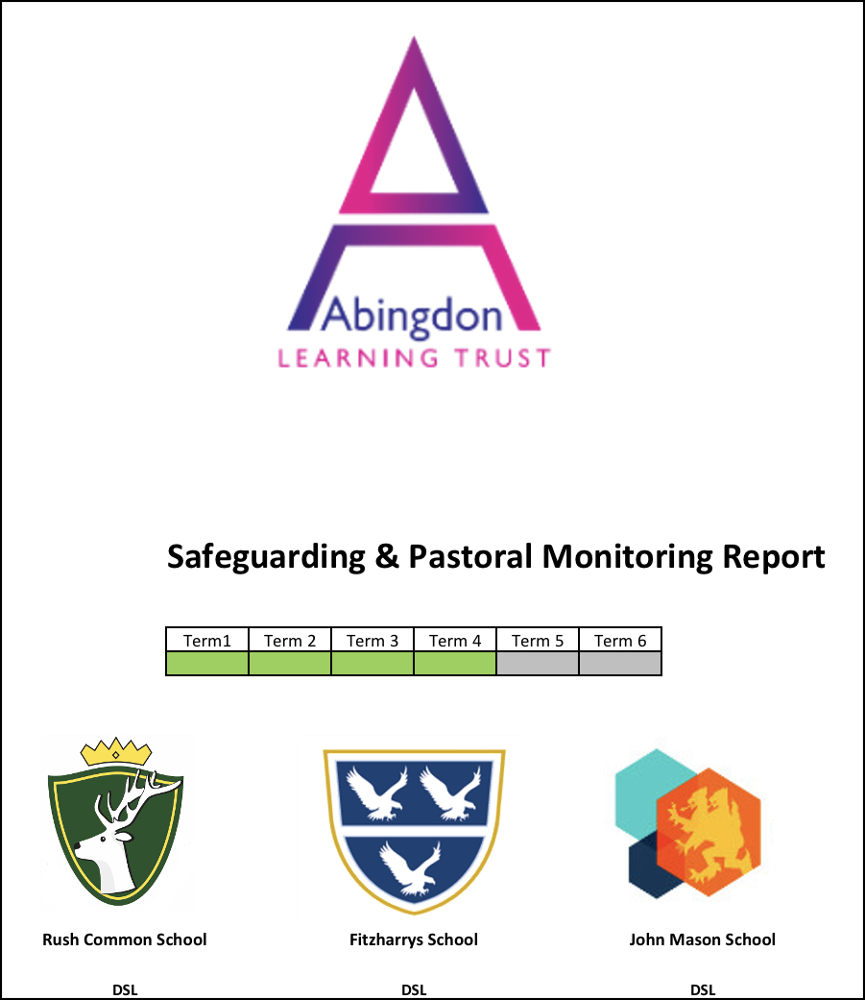 Abingdon
LEARNING TRUST
Safeguarding & Pastoral Monitoring Report
Term1 Term 2 Term 3 Term 4 Term 5 Term 6
Rush Common School Fitzharrys School John Mason School
DSL DSL DSL